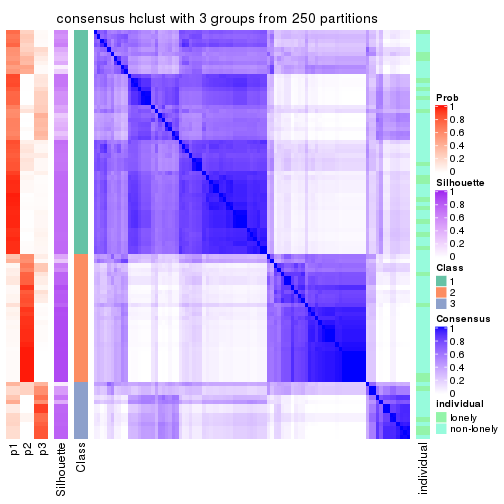 consensus hclust with 3 groups from 250 partitions
Prob
1
0.8
0.6
0.4
0.2
0
Silhouette
1
0.8
0.6
0.4
0.2
0
Class
1
2
3
Consensus
1
0.8
0.6
0.4
0.2
0
individual
lonely
non-lonely
p1
p2
p3
Silhouette
Class
individual